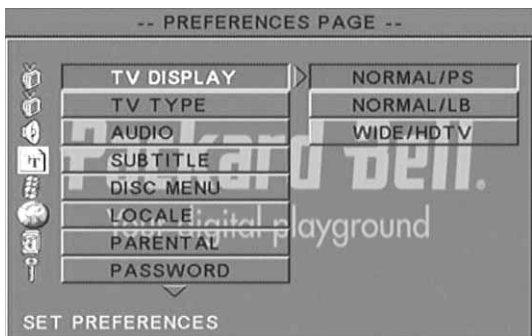 -- PREFERENCES PAGE --
TV DISPLAY
NORMAL/PS
TV TYPE
NORMAL/LB
AUDIO
WIDE/HDTV
SUBTITLE
DISC MENU
LOCALE
PARENTAL
PASSWORD
Packard Bell.
Your digital playground
SET PREFERENCES